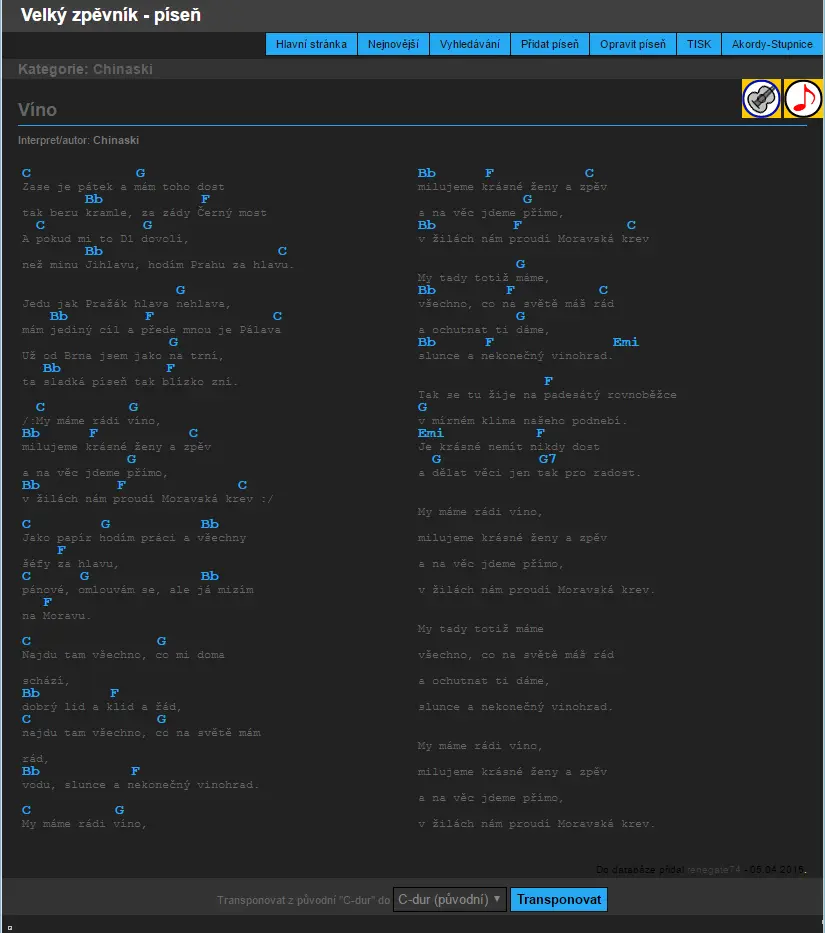 Velký zpěvník - píseň
Hlavní stránka Nejnovější Vyhledávání Přidat píseň Opravit píseň TISK Akordy-Stupnice
Kategorie: Chinaski
Víno
Interpret/autor: Chinaski
C G
Zase je pátek a mám toho dost
Bb F
tak beru kramle, za zády Černý most
C G
A pokud mi to D1 dovolí,
Bb C
než minu Jihlavu, hodím Prahu za hlavu.
G
Jedu jak Pražák hlava nehlava,
Bb F C
mám jediný cíl a přede mnou je Pálava
G
Už od Brna jsem jako na trní,
Bb F
ta sladká píseň tak blízko zní.
C G
/:My máme rádi víno,
Bb F C
milujeme krásné ženy a zpěv
G
a na věc jdeme přímo,
Bb F C
v žilách nám proudí Moravská krev :/
C G Bb
Jako papír hodím práci a všechny
F
šéfy za hlavu,
C G Bb
pánové, omlouvám se, ale já mizím
F
na Moravu.
C G
Najdu tam všechno, co mi doma
schází,
Bb F
dobrý lid a klid a řád,
C G
najdu tam všechno, co na světě mám
rád,
Bb F
vodu, slunce a nekonečný vinohrad.
C G
My máme rádi víno,
Bb F C
milujeme krásné ženy a zpěv
G
a na věc jdeme přímo,
Bb F C
v žilách nám proudí Moravská krev
G
My tady totiž máme,
Bb F C
všechno, co na světě máš rád
G
a ochutnat ti dáme,
Bb F Emi
slunce a nekonečný vinohrad.
F
Tak se tu žije na padesátý rovnoběžce
G
v mírném klima našeho podnebí.
Emi F
Je krásné nemít nikdy dost
G G7
a dělat věci jen tak pro radost.
My máme rádi víno,
milujeme krásné ženy a zpěv
a na věc jdeme přímo,
v žilách nám proudí Moravská krev.
My tady totiž máme
všechno, co na světě máš rád
a ochutnat ti dáme,
slunce a nekonečný vinohrad.
My máme rádi víno,
milujeme krásné ženy a zpěv
a na věc jdeme přímo,
v žilách nám proudí Moravská krev.
Do databáze přidal renegate74 - 05.04.2015.
Transponovat z původní "C-dur" do C-dur (původní) Transponovat